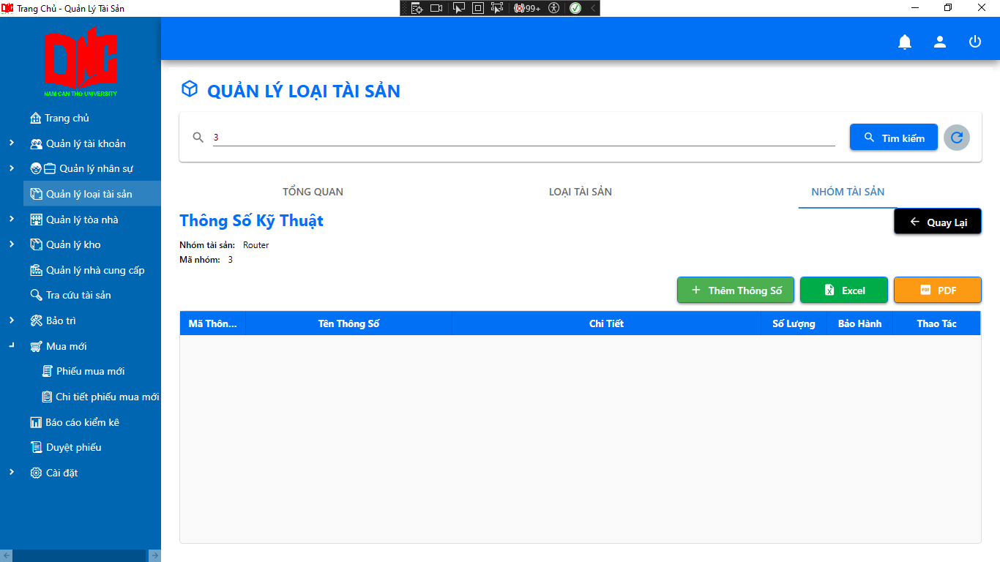 Trang Chủ - Quản Lý Tài Sản
99+
DNC
NAM CAN THO UNIVERSITY
Trang chủ
Quản lý tài khoản
Quản lý nhân sự
Quản lý loại tài sản
Quản lý tòa nhà
Quản lý kho
Quản lý nhà cung cấp
Tra cứu tài sản
Bảo trì
Mua mới
Phiếu mua mới
Chi tiết phiếu mua mới
Báo cáo kiểm kê
Duyệt phiếu
Cài đặt
QUẢN LÝ LOẠI TÀI SẢN
3
Tìm kiếm
TỔNG QUAN
LOẠI TÀI SẢN
NHÓM TÀI SẢN
Thông Số Kỹ Thuật
Quay Lại
Nhóm tài sản: Router
Mã nhóm: 3
Thêm Thông Số
Excel
PDF
Mã Thôn... Tên Thông Số Chi Tiết Số Lượng Bảo Hành Thao Tác